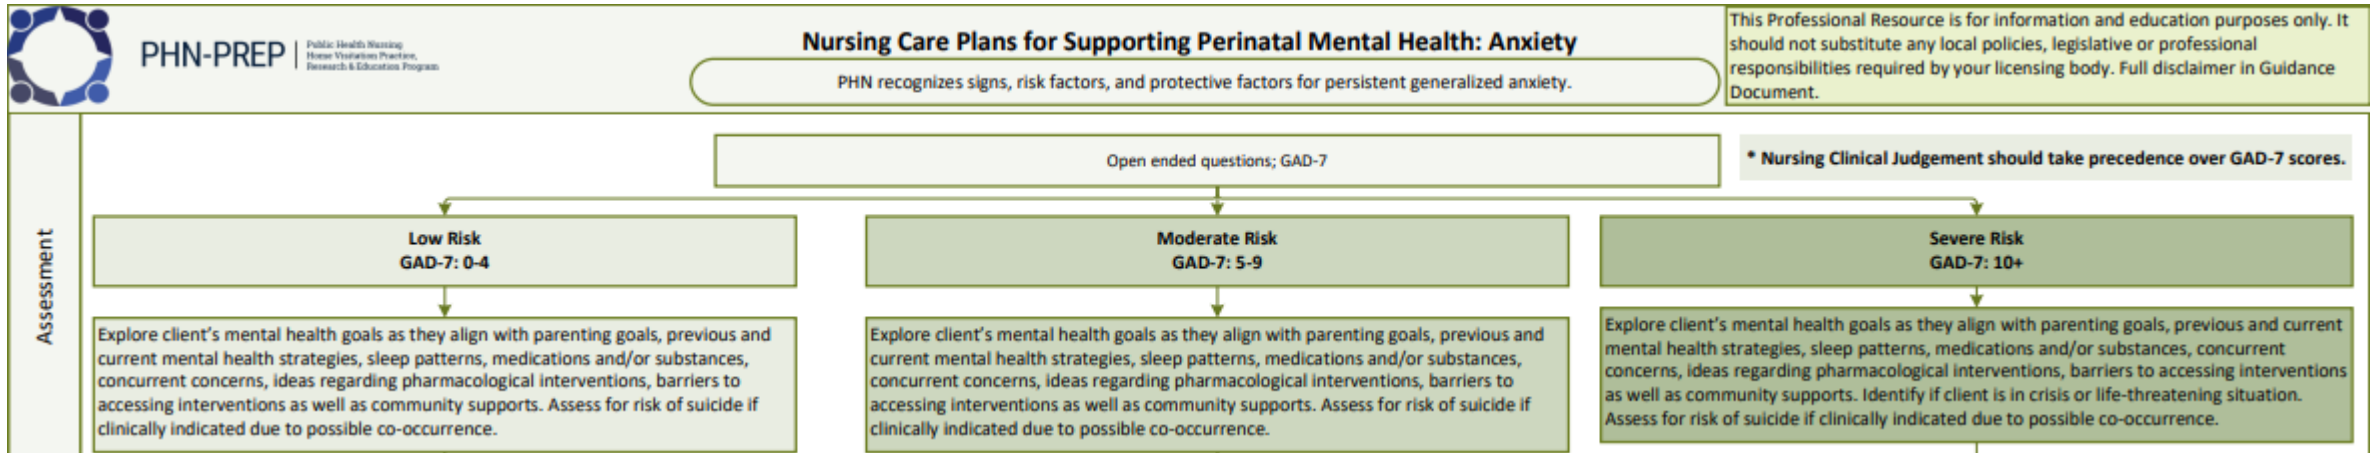 PHN-PREP
Public Health Nursing
Home Visitation Practice,
Research & Education Program
Nursing Care Plans for Supporting Perinatal Mental Health: Anxiety
PHN recognizes signs, risk factors, and protective factors for persistent generalized anxiety.
This Professional Resource is for information and education purposes only. It
should not substitute any local policies, legislative or professional
responsibilities required by your licensing body. Full disclaimer in Guidance
Document.
Assessment
Open ended questions; GAD-7
* Nursing Clinical Judgement should take precedence over GAD-7 scores.
Low Risk
GAD-7: 0-4
Moderate Risk
GAD-7: 5-9
Severe Risk
GAD-7: 10+
Explore client's mental health goals as they align with parenting goals, previous and
current mental health strategies, sleep patterns, medications and/or substances,
concurrent concerns, ideas regarding pharmacological interventions, barriers to
accessing interventions as well as community supports. Assess for risk of suicide if
clinically indicated due to possible co-occurrence.
Explore client's mental health goals as they align with parenting goals, previous and
current mental health strategies, sleep patterns, medications and/or substances,
concurrent concerns, ideas regarding pharmacological interventions, barriers to
accessing interventions as well as community supports. Assess for risk of suicide if
clinically indicated due to possible co-occurrence.
Explore client's mental health goals as they align with parenting goals, previous and current
mental health strategies, sleep patterns, medications and/or substances, concurrent
concerns, ideas regarding pharmacological interventions, barriers to accessing interventions
as well as community supports. Identify if client is in crisis or life-threatening situation.
Assess for risk of suicide if clinically indicated due to possible co-occurrence.